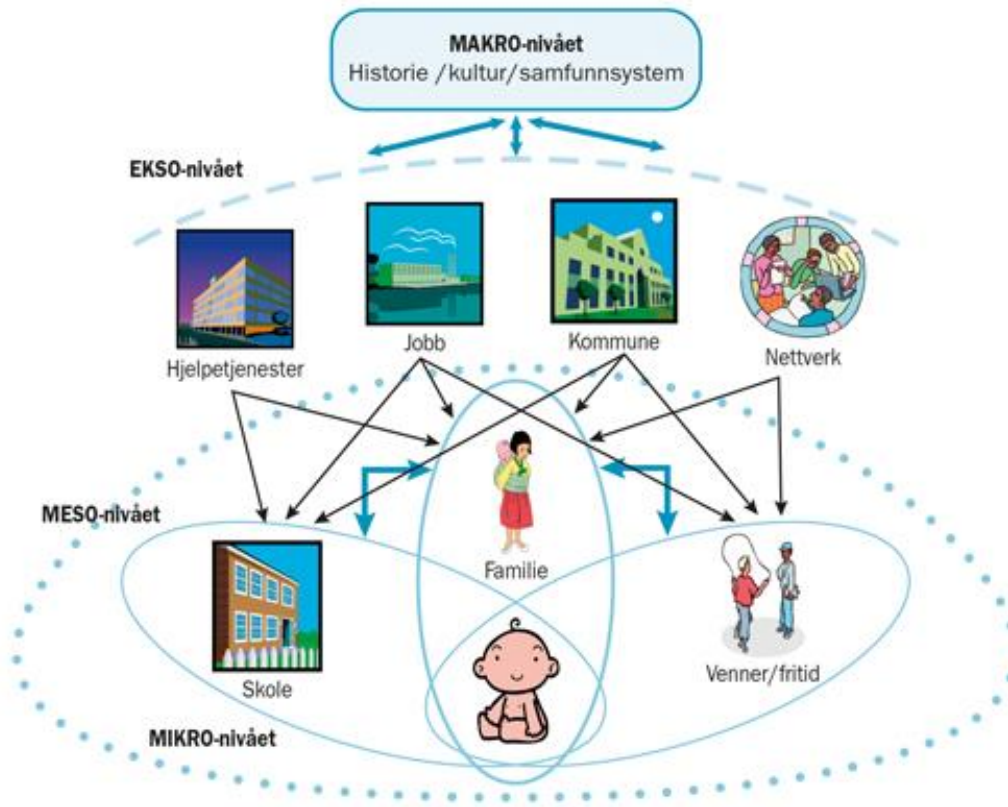 MAKRO-nivået
Historie /kultur/samfunnsystem
EKSO-nivået
Hjelpetjenester
Jobb
Kommune
Nettverk
MESO-nivået
Familie
Skole
Venner/fritid
MIKRO-nivået